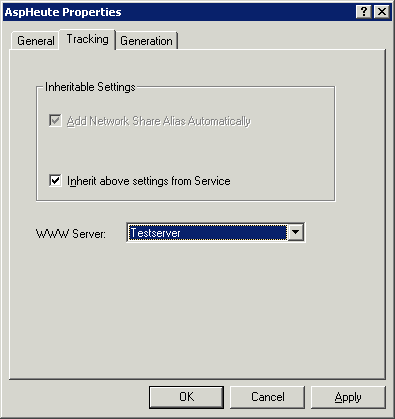 AspHeute Properties
General Tracking Generation
Inheritable Settings
Add Network Share Alias Automatically
Inherit above settings from Service
WWW Server: Testserver
OK Cancel Apply